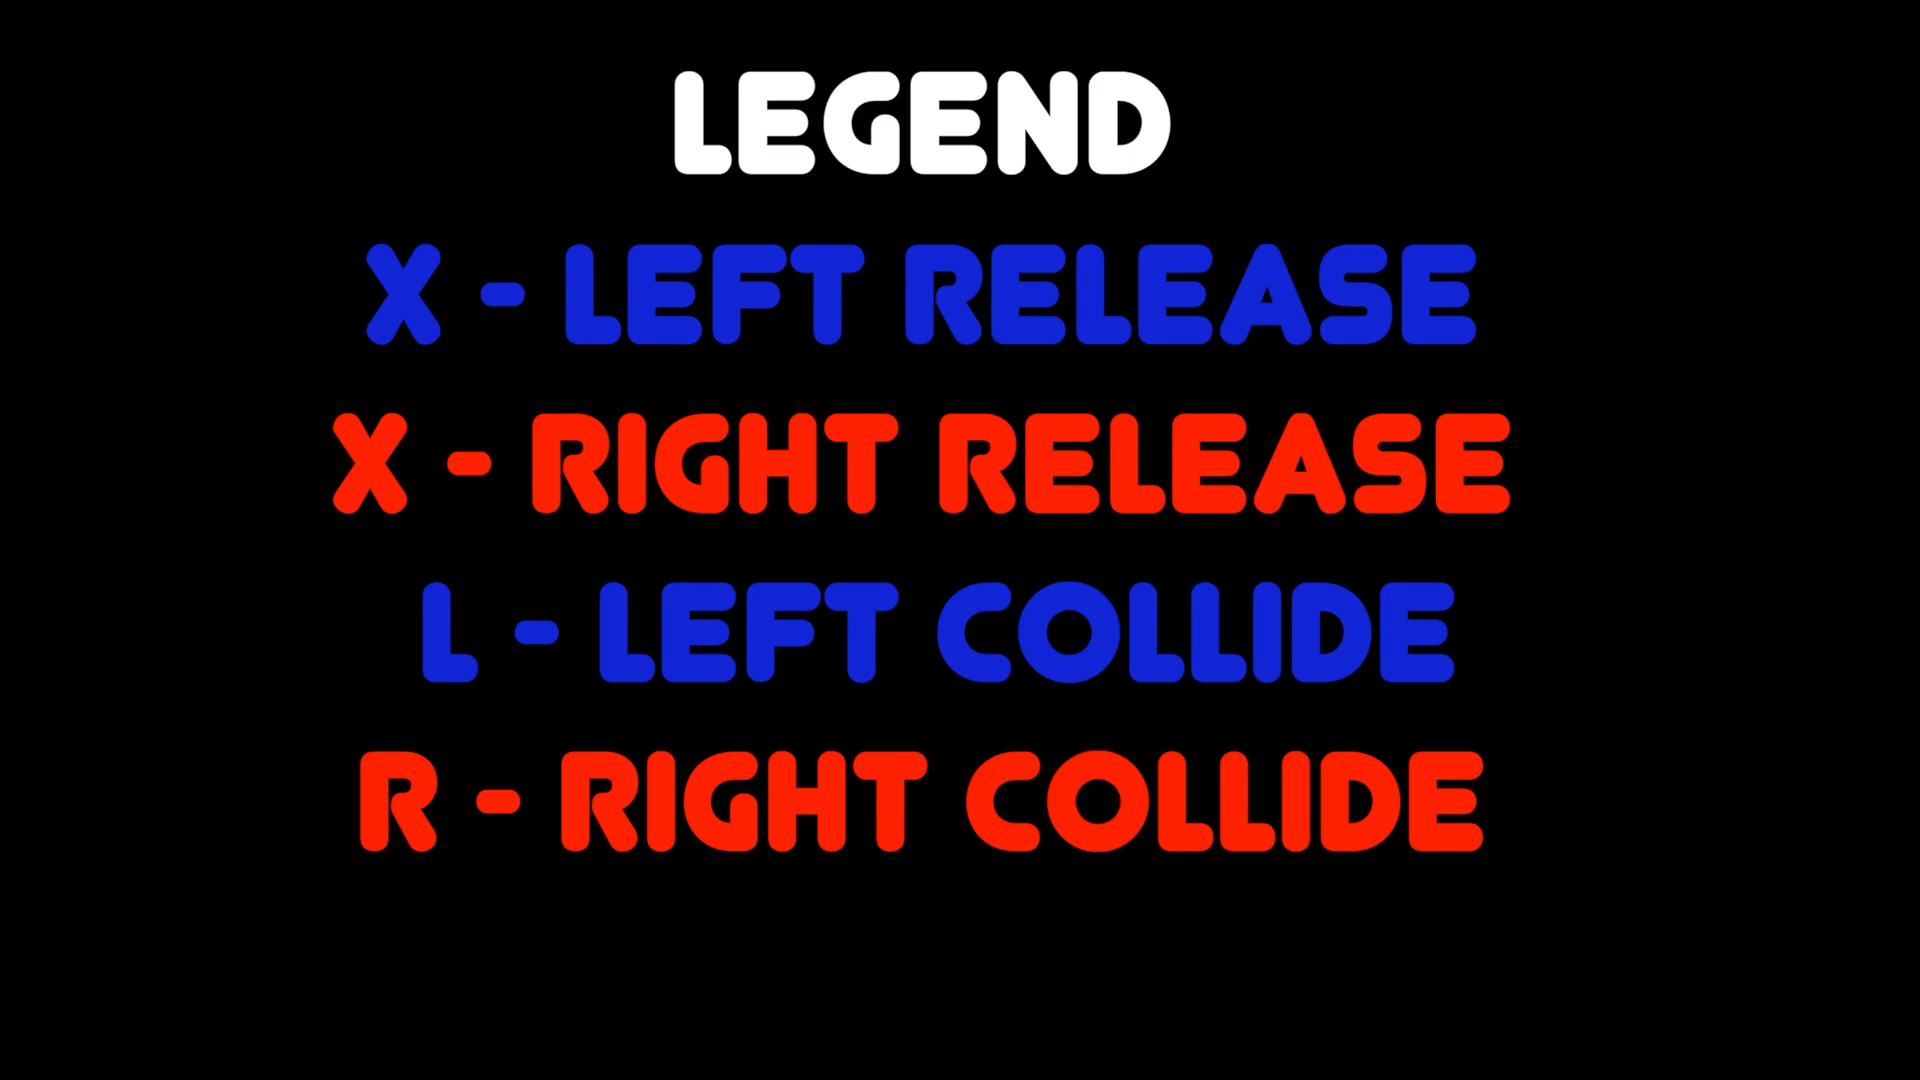 LEGEND
X - LEFT RELEASE
X - RIGHT RELEASE
L - LEFT COLLIDE
R - RIGHT COLLIDE